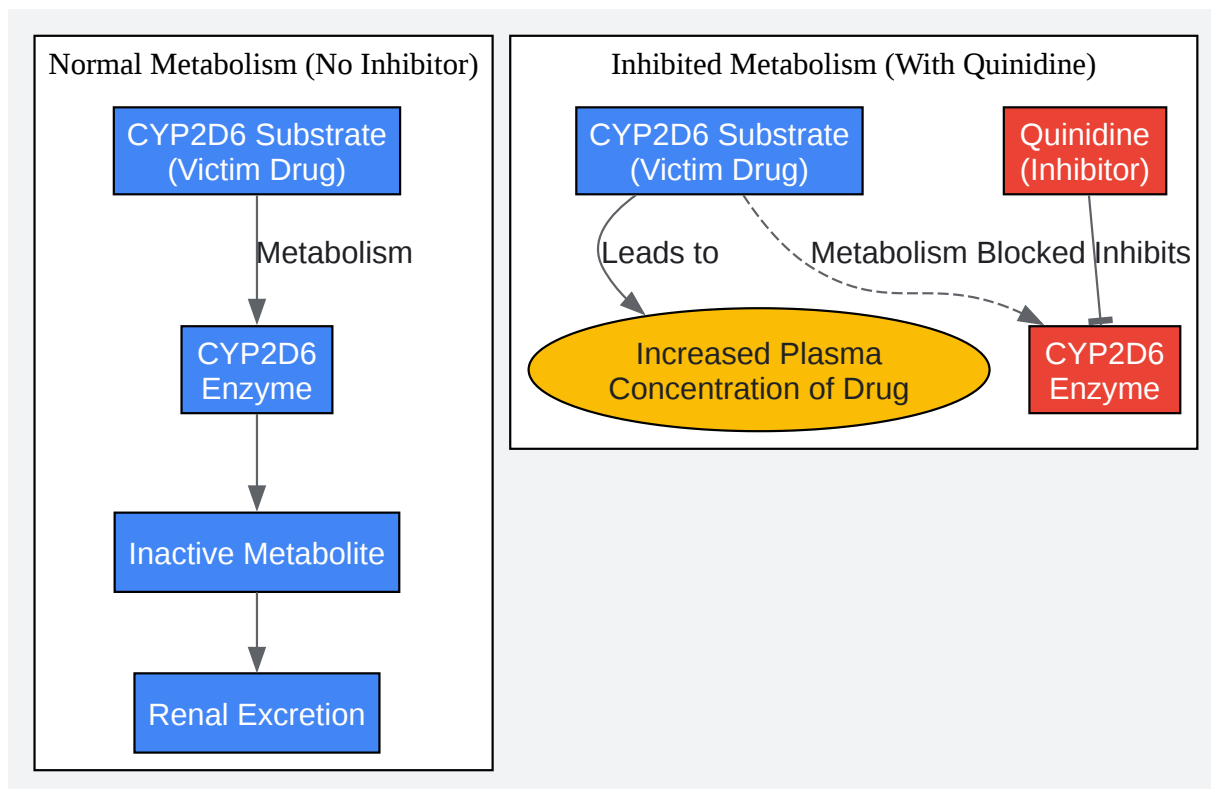 Normal Metabolism (No Inhibitor)
CYP2D6 Substrate
(Victim Drug)
Metabolism
CYP2D6
Enzyme
Inactive Metabolite
Renal Excretion
Inhibited Metabolism (With Quinidine)
CYP2D6 Substrate
(Victim Drug)
Quinidine
(Inhibitor)
Leads to
Metabolism Blocked
Inhibits
Increased Plasma
Concentration of Drug
CYP2D6
Enzyme